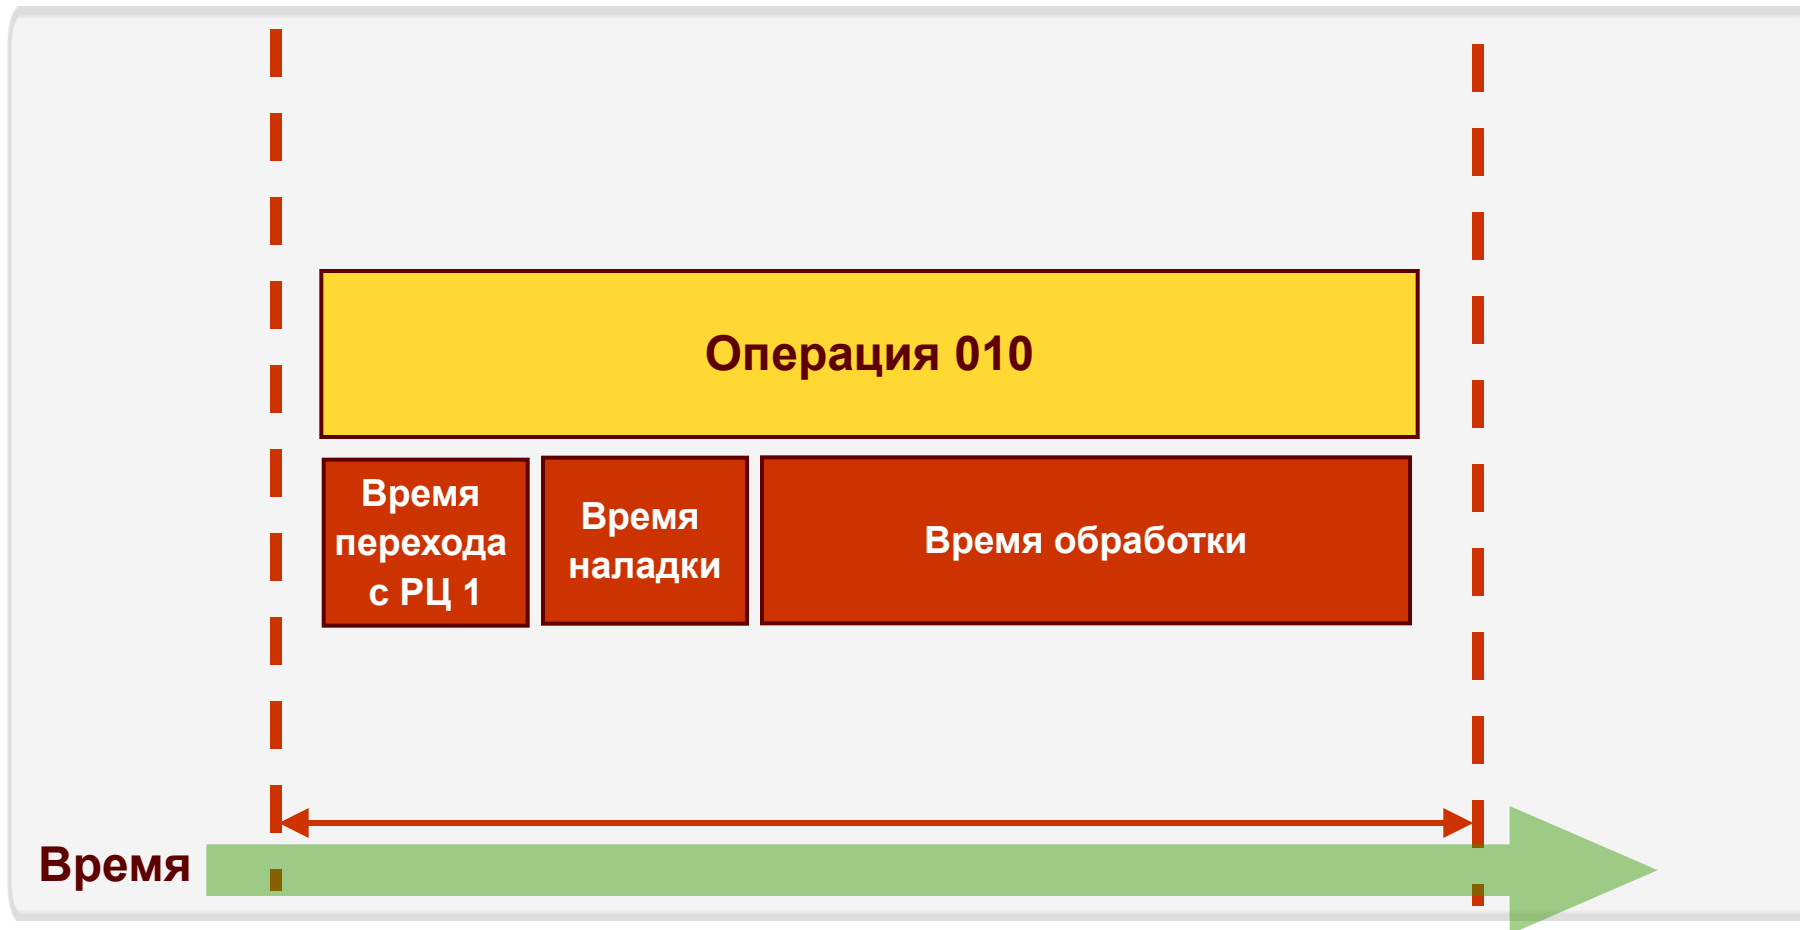 Операция 010
Время
перехода
с РЦ 1
Время
наладки
Время обработки
Время